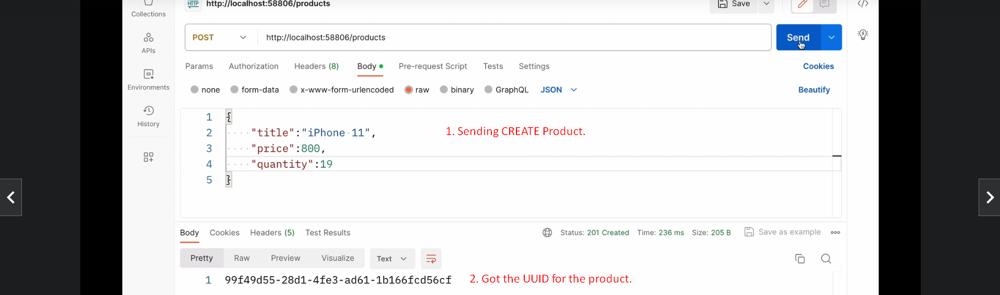 HTTP http://localhost:58806/products Save
Collections
POST http://localhost:58806/products Send
APIs
Params Authorization Headers (8) Body Pre-request Script Tests Settings Cookies
Environments
none form-data x-www-form-urlencoded raw binary GraphQL JSON Beautify
History
1 {
2 "title":"iPhone 11",
1. Sending CREATE Product.
3 "price":800,
4 "quantity":19
5 }
Body Cookies Headers (5) Test Results Status: 201 Created Time: 236 ms Size: 205 B Save as example
Pretty Raw Preview Visualize Text
1 99f49d55-28d1-4fe3-ad61-1b166fcd56cf
2. Got the UUID for the product.